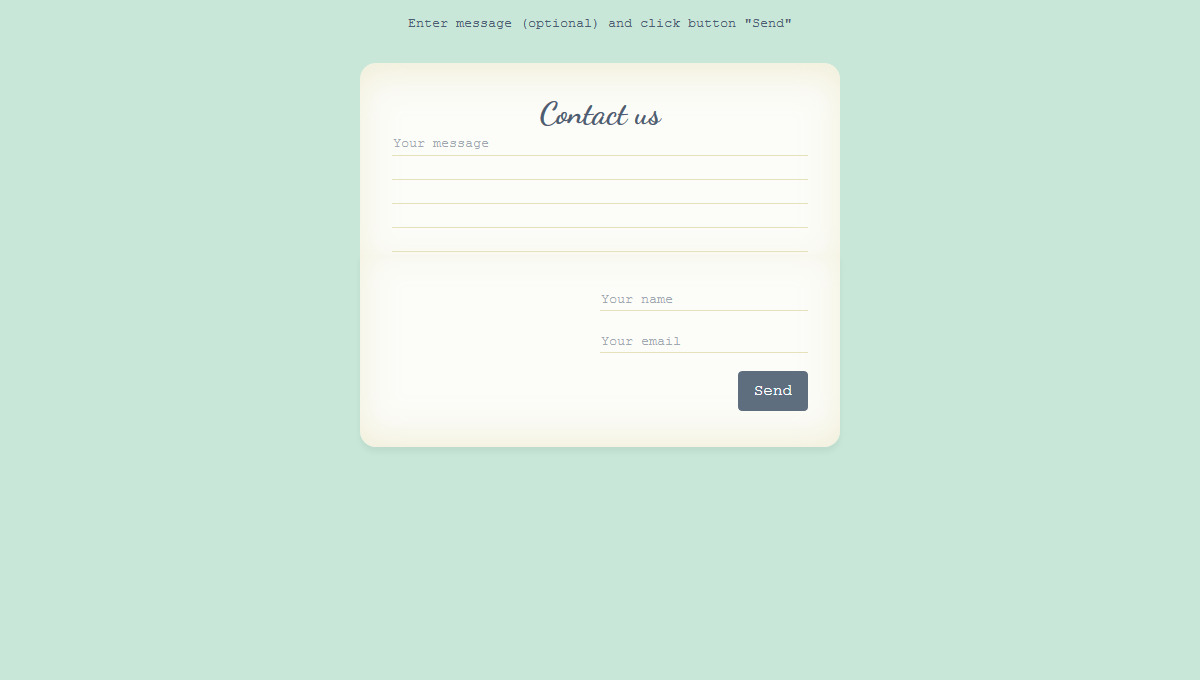 Enter message (optional) and click button "Send"
Contact us
Your message
Your name
Your email
Send